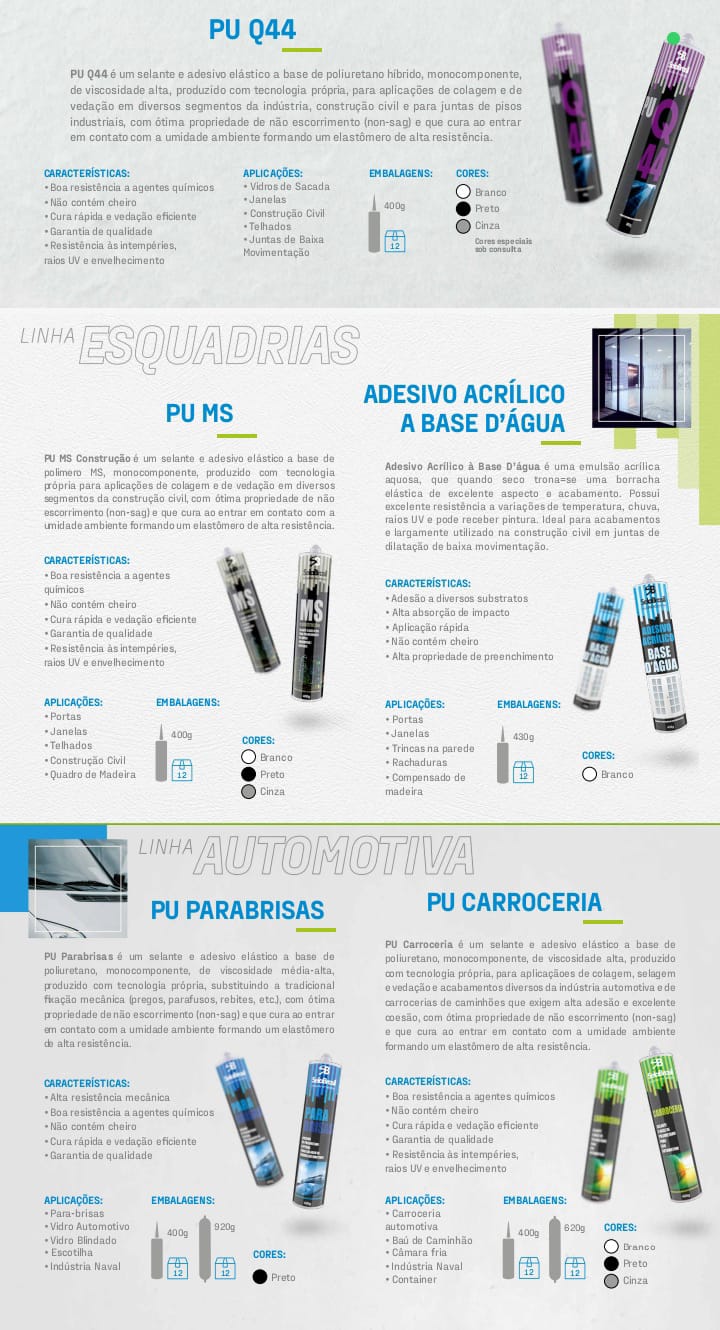 PU Q44
PU Q44 é um selante e adesivo elástico a base de poliuretano híbrido, monocomponente,
de viscosidade alta, produzido com tecnologia própria, para aplicações de colagem e de
vedação em diversos segmentos da indústria, construção civil e para juntas de pisos
industriais, com ótima propriedade de não escorrimento (non-sag) e que cura ao entrar
em contato com a umidade ambiente formando um elastômero de alta resistência.
CARACTERÍSTICAS:
• Boa resistência a agentes químicos
• Não contém cheiro
• Cura rápida e vedação eficiente
• Garantia de qualidade
• Resistência às intempéries,
raios UV e envelhecimento
APLICAÇÕES:
• Vidros de Sacada
• Janelas
• Construção Civil
• Telhados
• Juntas de Baixa
Movimentação
EMBALAGENS:
400g
12
CORES:
Branco
Preto
Cinza
Cores especiais
sob consulta
PU
Q44
LINHA ESQUADRIAS
PU MS
PU MS Construção é um selante e adesivo elástico a base de
polímero MS, monocomponente, produzido com tecnologia
própria para aplicações de colagem e de vedação em diversos
segmentos da construção civil, com ótima propriedade de não
escorrimento (non-sag) e que cura ao entrar em contato com a
umidade ambiente formando um elastômero de alta resistência.
CARACTERÍSTICAS:
• Boa resistência a agentes
químicos
• Não contém cheiro
• Cura rápida e vedação eficiente
• Garantia de qualidade
• Resistência às intempéries,
raios UV e envelhecimento
MS
MS
APLICAÇÕES:
• Portas
• Janelas
• Telhados
• Construção Civil
• Quadro de Madeira
EMBALAGENS:
400g
12
CORES:
Branco
Preto
Cinza
ADESIVO ACRÍLICO
A BASE D'ÁGUA
Adesivo Acrílico à Base D'água é uma emulsão acrílica
aquosa, que quando seco trona=se uma borracha
elástica de excelente aspecto e acabamento. Possui
excelente resistência a variações de temperatura, chuva,
raios UV e pode receber pintura. Ideal para acabamentos
e largamente utilizado na construção civil em juntas de
dilatação de baixa movimentação.
CARACTERÍSTICAS:
• Adesão a diversos substratos
• Alta absorção de impacto
• Aplicação rápida
• Não contém cheiro
• Alta propriedade de preenchimento
SelaBrasil
ADESIVO
ACRÍLICO
BASE
D'ÁGUA
APLICAÇÕES:
• Portas
• Janelas
• Trincas na parede
• Rachaduras
• Compensado de
madeira
EMBALAGENS:
430g
12
CORES:
Branco
LINHA AUTOMOTIVA
PU PARABRISAS
PU Parabrisas é um selante e adesivo elástico a base de
poliuretano, monocomponente, de viscosidade média-alta,
produzido com tecnologia própria, substituindo a tradicional
fixação mecânica (pregos, parafusos, rebites, etc.), com ótima
propriedade de não escorrimento (non-sag) e que cura ao entrar
em contato com a umidade ambiente formando um elastômero
de alta resistência.
CARACTERÍSTICAS:
• Alta resistência mecânica
• Boa resistência a agentes químicos
• Não contém cheiro
• Cura rápida e vedação eficiente
• Garantia de qualidade
SelaBrasil
PARA
APLICAÇÕES:
• Para-brisas
• Vidro Automotivo
• Vidro Blindado
• Escotilha
• Indústria Naval
EMBALAGENS:
400g
12
920g
12
CORES:
Preto
PU CARROCERIA
PU Carroceria é um selante e adesivo elástico a base de
poliuretano, monocomponente, de viscosidade alta, produzido
com tecnologia própria, para aplicaçãoes de colagem, selagem
e vedação e acabamentos diversos da indústria automotiva e de
carrocerias de caminhões que exigem alta adesão e excelente
coesão, com ótima propriedade de não escorrimento (non-sag)
e que cura ao entrar em contato com a umidade ambiente
formando um elastômero de alta resistência.
CARACTERÍSTICAS:
• Boa resistência a agentes químicos
• Não contém cheiro
• Cura rápida e vedação eficiente
• Garantia de qualidade
• Resistência às intempéries,
raios UV e envelhecimento
SelaBrasil
CARROCERIA
APLICAÇÕES:
• Carroceria
automotiva
• Baú de Caminhão
• Câmara fria
• Indústria Naval
• Container
EMBALAGENS:
400g
12
620g
12
CORES:
Branco
Preto
Cinza